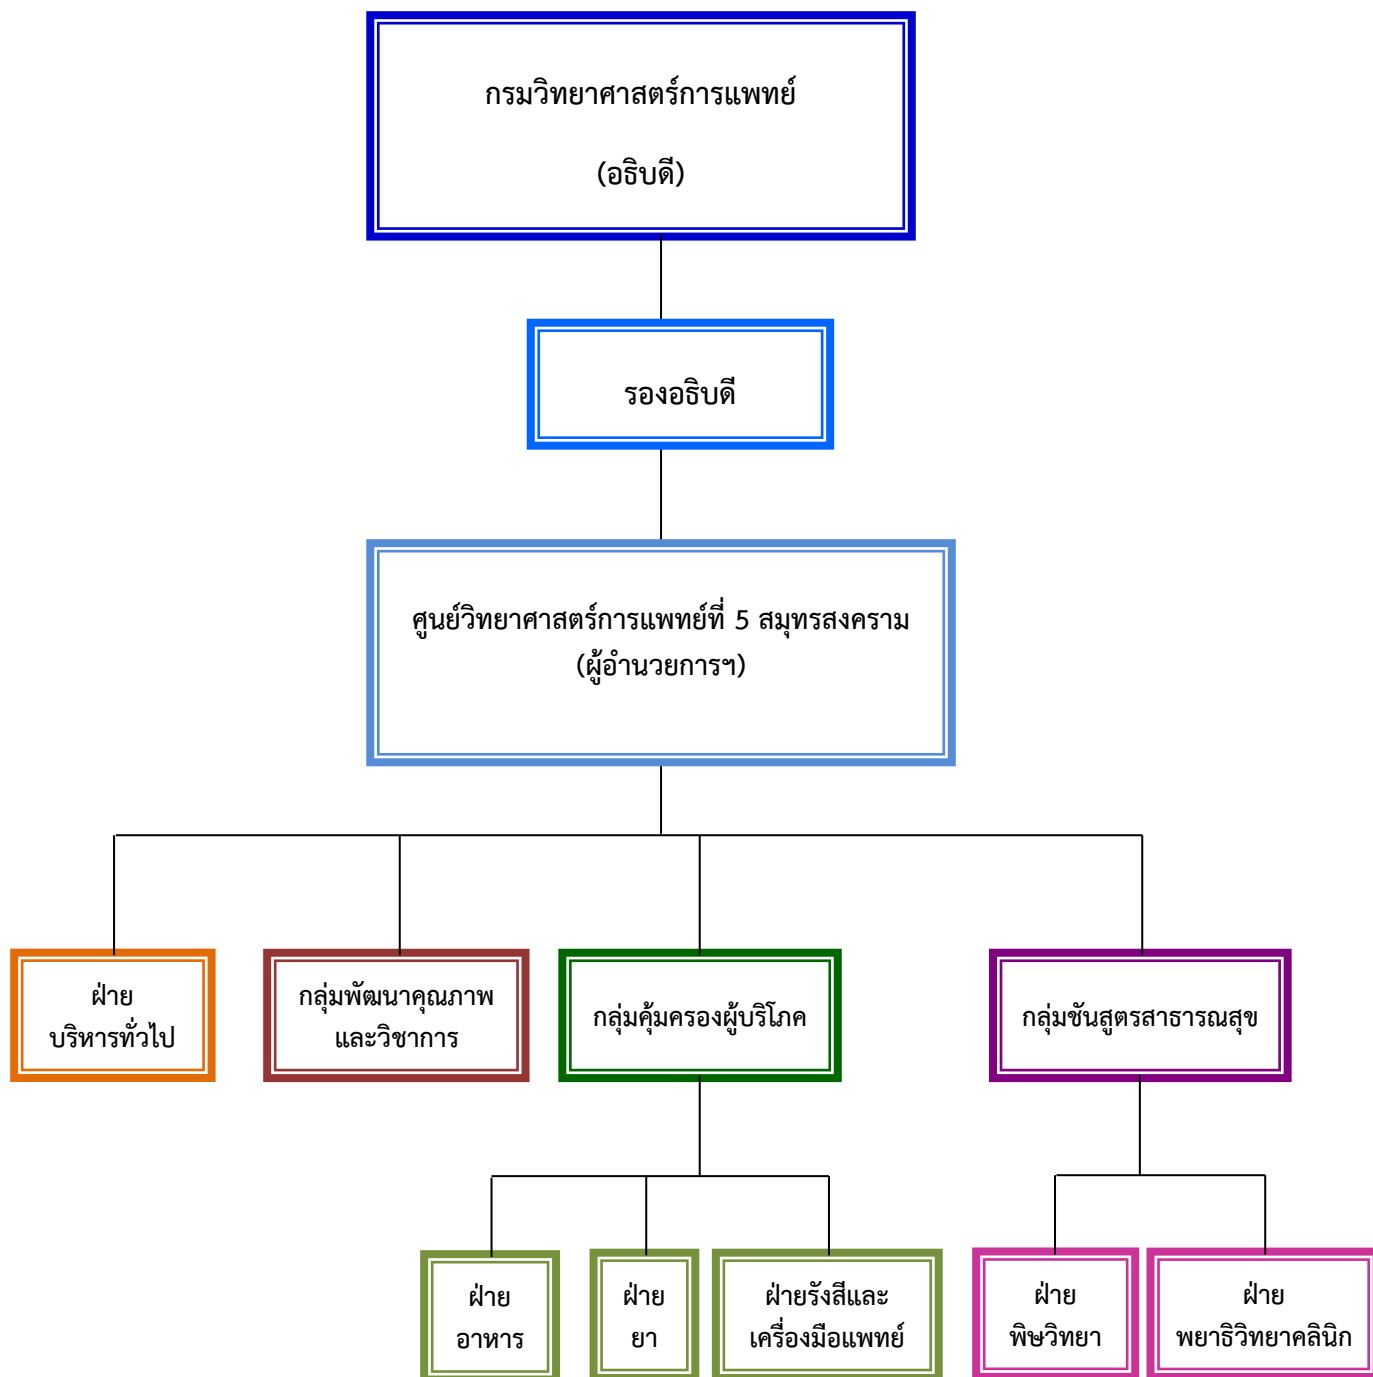 กรมวิทยาศาสตร์การแพทย์
(อธิบดี)
รองอธิบดี
ศูนย์วิทยาศาสตร์การแพทย์ที่ 5 สมุทรสงคราม
(ผู้อำนวยการฯ)
ฝ่าย
บริหารทั่วไป
กลุ่มพัฒนาคุณภาพ
และวิชาการ
กลุ่มคุ้มครองผู้บริโภค
กลุ่มชันสูตรสาธารณสุข
ฝ่าย
อาหาร
ฝ่าย
ยา
ฝ่ายรังสีและ
เครื่องมือแพทย์
ฝ่าย
พิษวิทยา
ฝ่าย
พยาธิวิทยาคลินิก